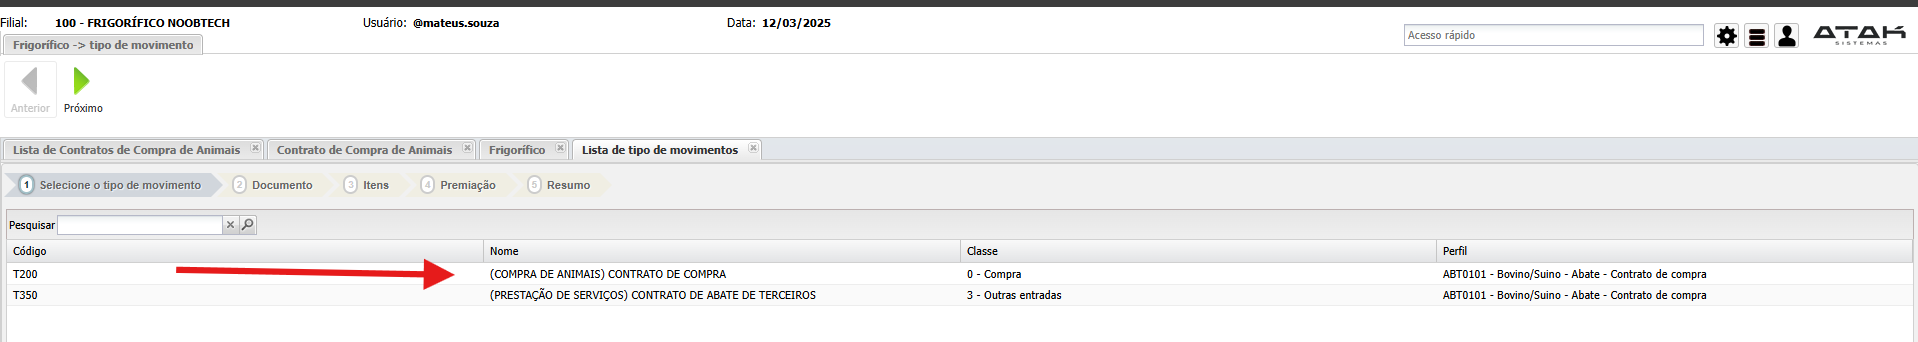 Filial: 100 - FRIGORÍFICO NOOBTECH Usuário: @mateus.souza Data: 12/03/2025
Frigorífico -> tipo de movimento
Acesso rápido
ATAK
SISTEMAS
Anterior Próximo
Lista de Contratos de Compra de Animais Contrato de Compra de Animais Frigorífico Lista de tipo de movimentos
1 Selecione o tipo de movimento 2 Documento 3 Itens 4 Premiação 5 Resumo
Pesquisar
Código Nome Classe Perfil
T200 (COMPRA DE ANIMAIS) CONTRATO DE COMPRA 0 - Compra ABT0101 - Bovino/Suino - Abate - Contrato de compra
T350 (PRESTAÇÃO DE SERVIÇOS) CONTRATO DE ABATE DE TERCEIROS 3 - Outras entradas ABT0101 - Bovino/Suino - Abate - Contrato de compra